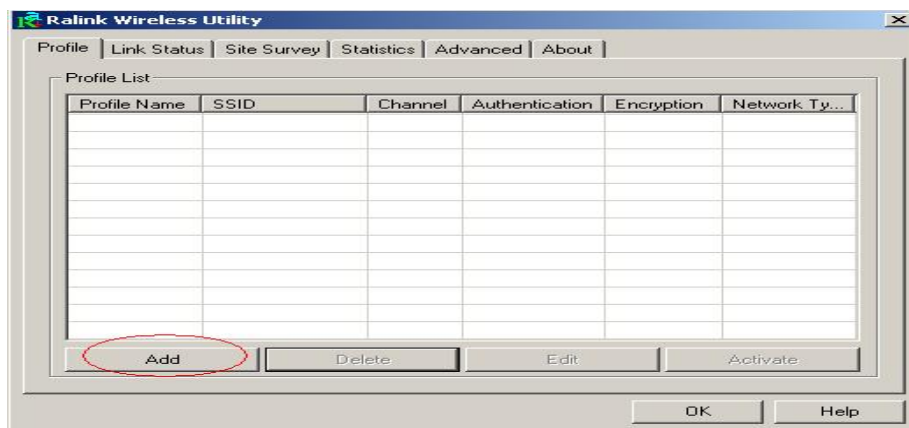 Ralink Wireless Utility
Profile Link Status Site Survey Statistics Advanced About
Profile List
Profile Name SSID Channel Authentication Encryption Network Ty...
Add Delete Edit Activate
OK Help